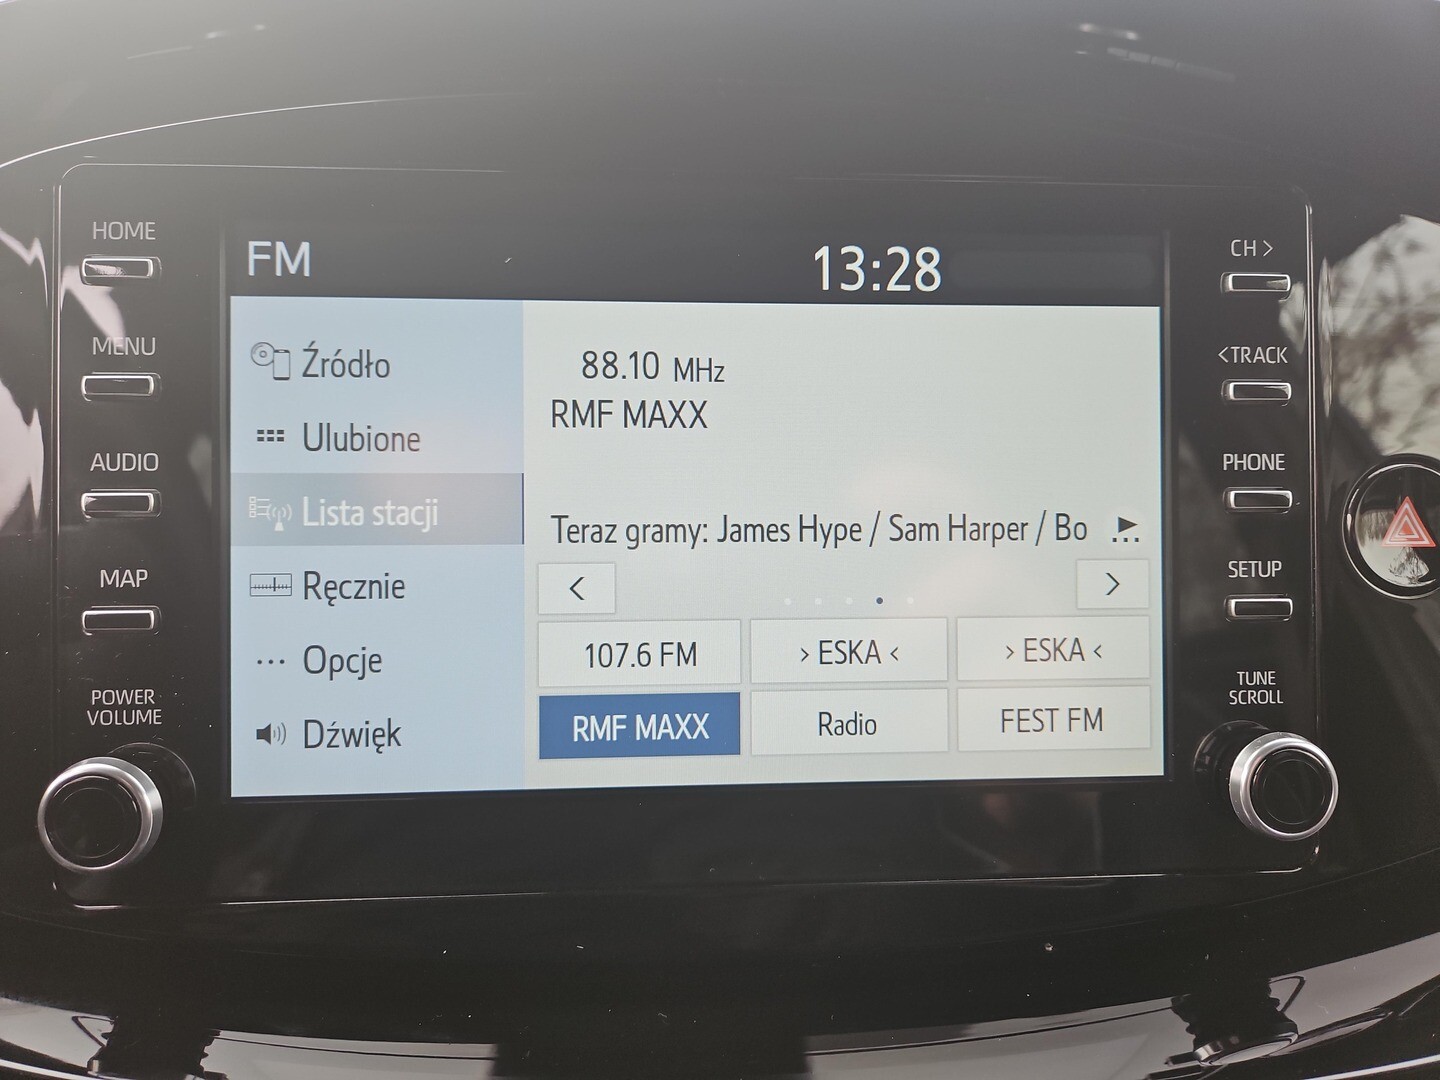 HOME
MENU
AUDIO
MAP
POWER
VOLUME
FM
13:28
Źródło
Ulubione
Lista stacji
Ręcznie
Opcje
Dźwięk
88.10 MHz
RMF MAXX
Teraz gramy: James Hype / Sam Harper / Bo ...
<
>
107.6 FM
> ESKA <
> ESKA <
RMF MAXX
Radio
FEST FM
CH >
< TRACK
PHONE
SETUP
TUNE
SCROLL